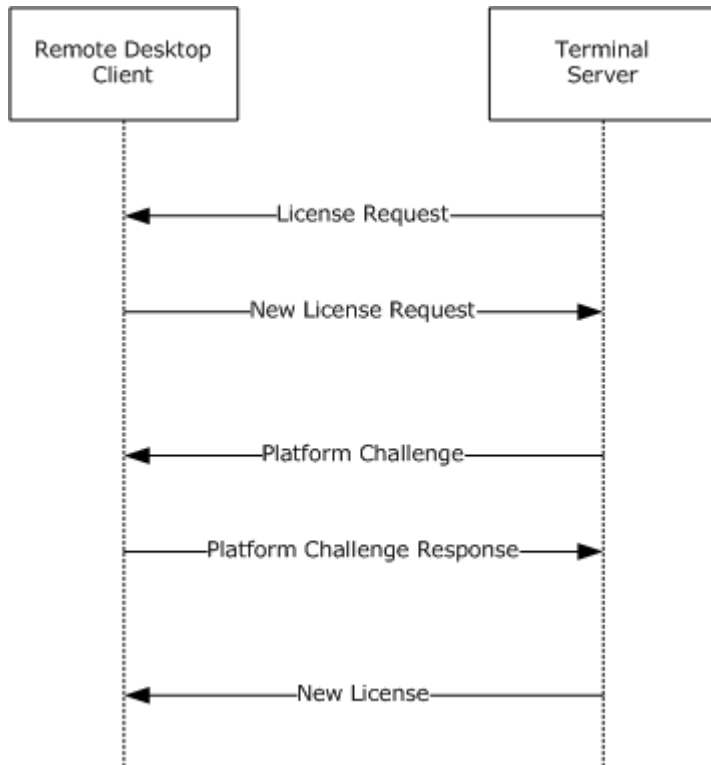 Remote Desktop
Client
Terminal
Server
License Request
New License Request
Platform Challenge
Platform Challenge Response
New License